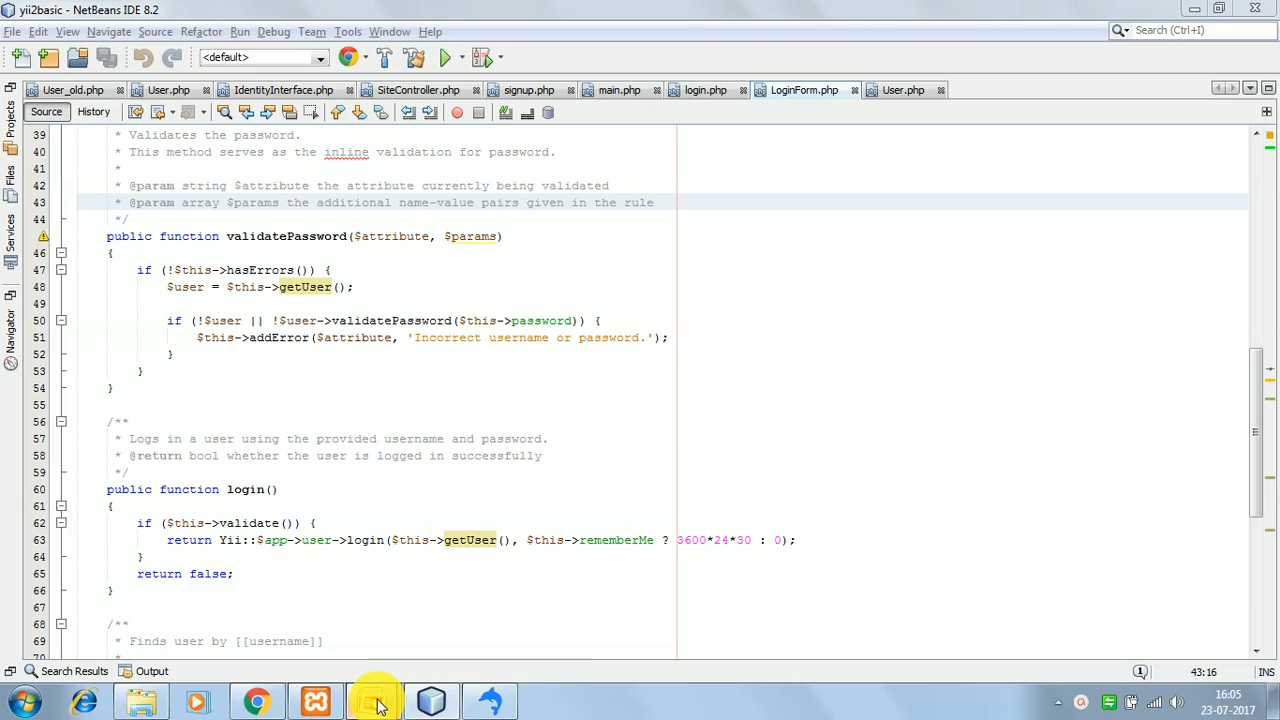 yii2basic - NetBeans IDE 8.2
File Edit View Navigate Source Refactor Run Debug Team Tools Window Help
Search (Ctrl+I)
<default>
User_old.php User.php IdentityInterface.php SiteController.php signup.php main.php login.php LoginForm.php User.php
Source History
Projects
Files
Services
Navigator
39 * Validates the password.
40 * This method serves as the inline validation for password.
41 *
42 * @param string $attribute the attribute currently being validated
43 * @param array $params the additional name-value pairs given in the rule
44 */
public function validatePassword($attribute, $params)
46 {
47 if (!$this->hasErrors()) {
48 $user = $this->getUser();
49
50 if (!$user || !$user->validatePassword($this->password)) {
51 $this->addError($attribute, 'Incorrect username or password.');
52 }
53 }
54 }
55
56 /**
57 * Logs in a user using the provided username and password.
58 * @return bool whether the user is logged in successfully
59 */
60 public function login()
61 {
62 if ($this->validate()) {
63 return Yii::$app->user->login($this->getUser(), $this->rememberMe ? 3600*24*30 : 0);
64 }
65 return false;
66 }
67
68 /**
69 * Finds user by [[username]]
70 *
Search Results Output
43:16 INS
16:05
23-07-2017